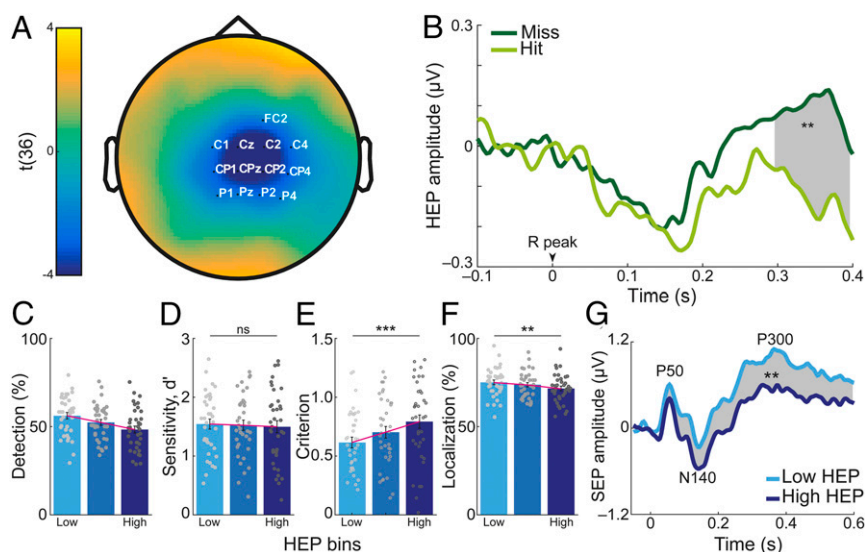 A
4
t(36)
0
-4
FC2
C1 Cz C2 C4
CP1 CPz CP2 CP4
P1 Pz P2 P4
B
Miss
Hit
HEP amplitude (µV)
0.3
0
−0.3
**
R peak
−0.1 0 0.1 0.2 0.3 0.4
Time (s)
C
Detection (%)
100
50
0
Low High
D
ns
Sensitivity, d'
3
1.5
0
Low High
E
***
Criterion
1.5
1.0
0.5
0
Low High
F
**
Localization (%)
100
50
0
Low High
HEP bins
G
SEP amplitude (µV)
1.2
0
−1.2
P50
P300
**
N140
Low HEP
High HEP
0 0.2 0.4 0.6
Time (s)